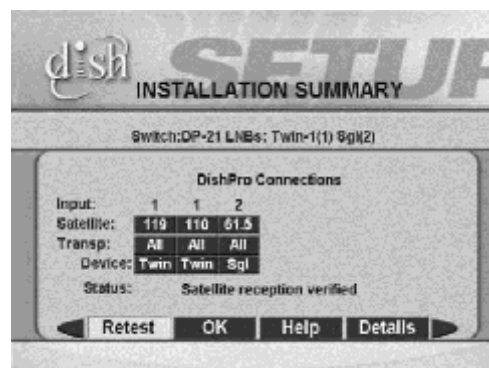 dish
SETUP
INSTALLATION SUMMARY
Switch:DP-21 LNBs: Twin-1(1) Sgl(2)
DishPro Connections
Input: 1 1 2
Satellite: 119 110 61.5
Transp: All All All
Device: Twin Twin Sgl
Status: Satellite reception verified
Retest OK Help Details